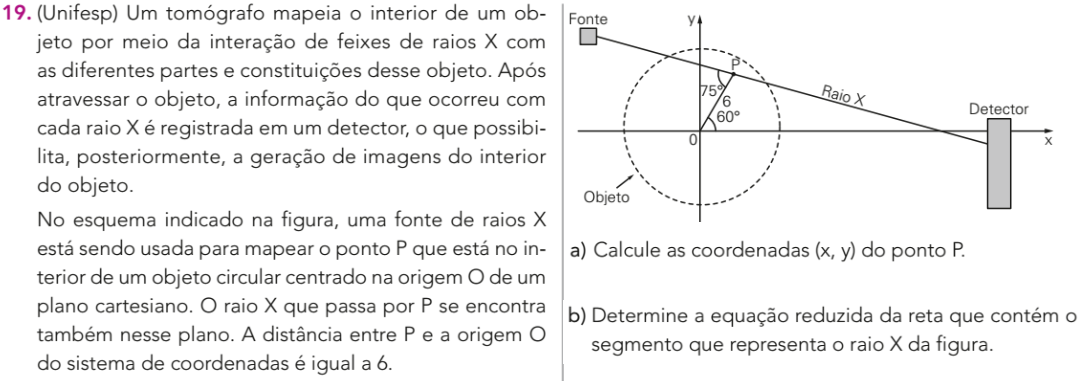 19. (Unifesp) Um tomógrafo mapeia o interior de um ob-
jeto por meio da interação de feixes de raios X com
as diferentes partes e constituições desse objeto. Após
atravessar o objeto, a informação do que ocorreu com
cada raio X é registrada em um detector, o que possibi-
lita, posteriormente, a geração de imagens do interior
do objeto.
No esquema indicado na figura, uma fonte de raios X
está sendo usada para mapear o ponto P que está no in-
terior de um objeto circular centrado na origem O de um
plano cartesiano. O raio X que passa por P se encontra
também nesse plano. A distância entre P e a origem O
do sistema de coordenadas é igual a 6.
Fonte
y
P
75°
6
60°
Raio X
Detector
0
x
Objeto
a) Calcule as coordenadas (x, y) do ponto P.
b) Determine a equação reduzida da reta que contém o
segmento que representa o raio X da figura.